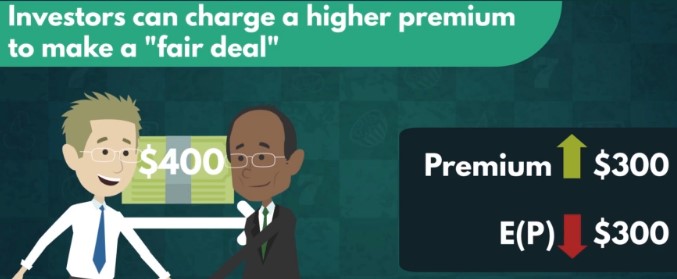 Investors can charge a higher premium
to make a "fair deal"
$400
Premium $300
E(P) $300